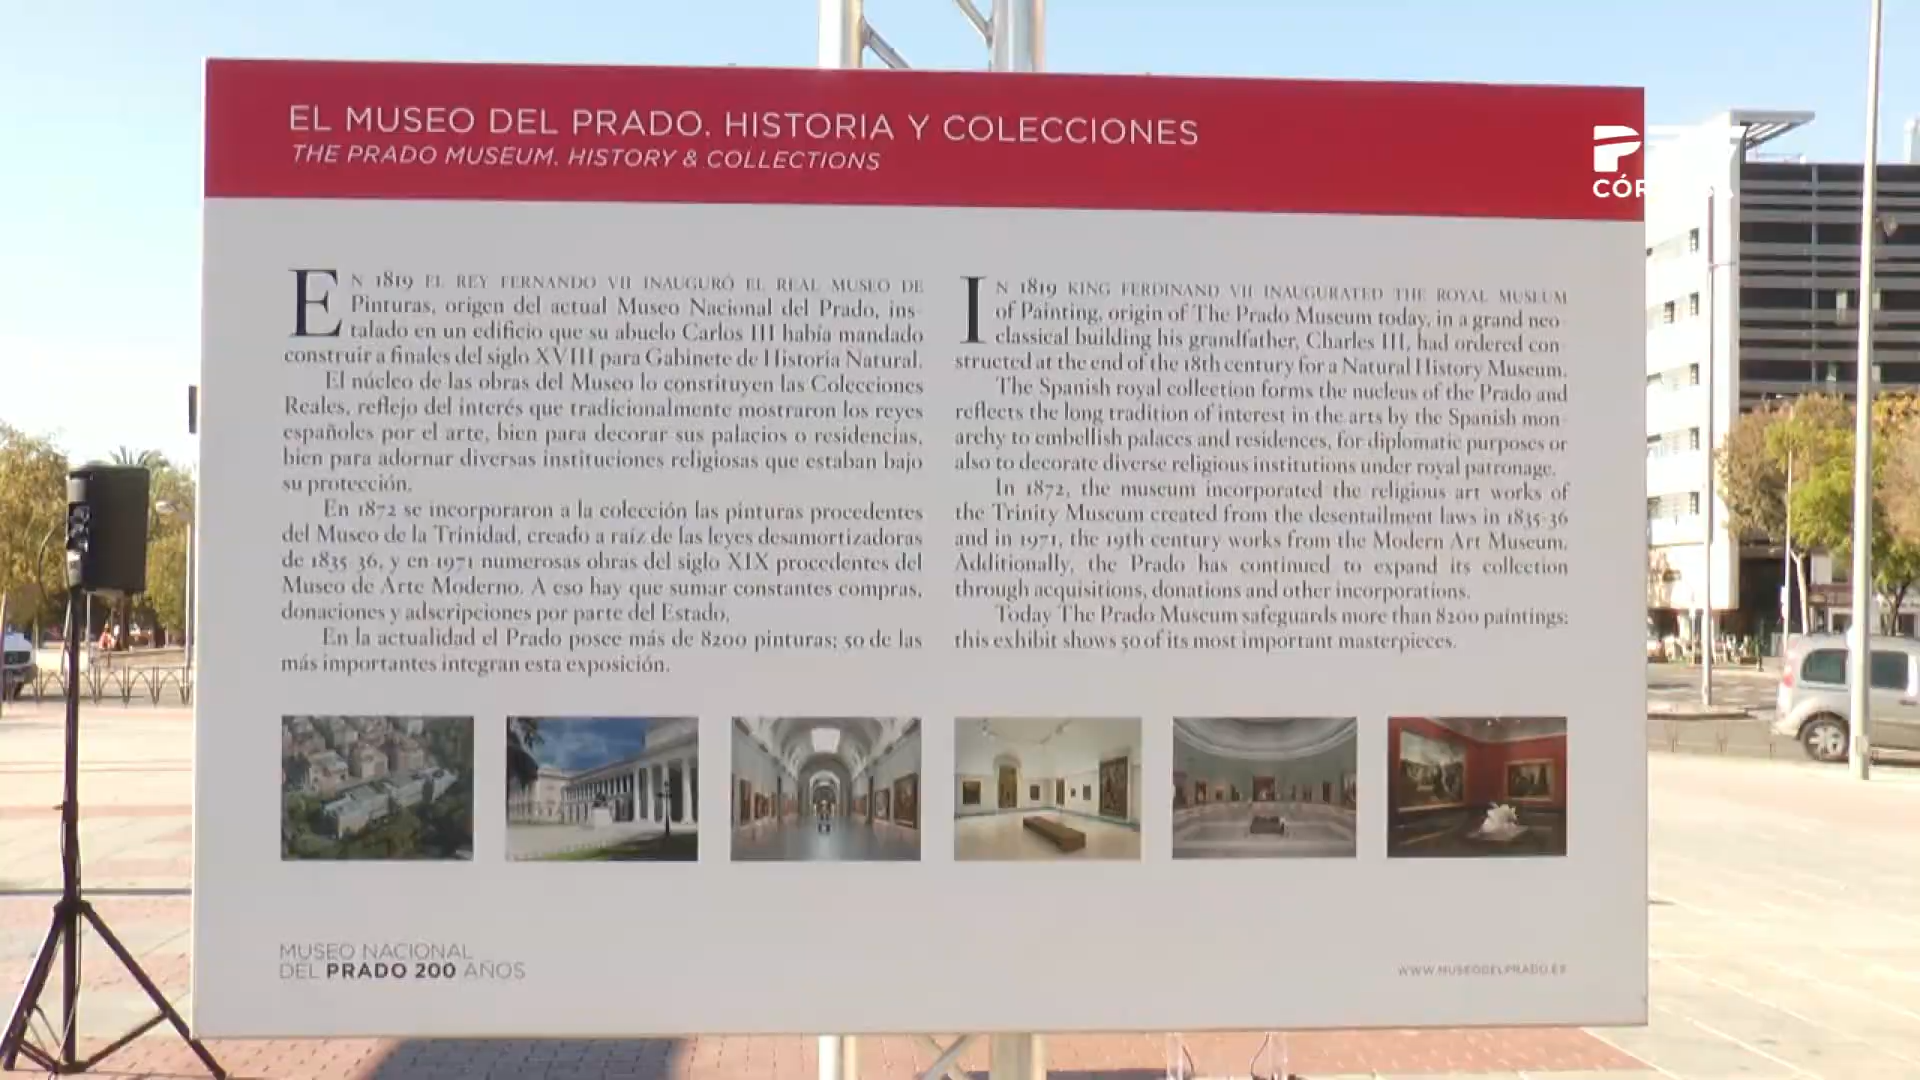 EL MUSEO DEL PRADO. HISTORIA Y COLECCIONES
THE PRADO MUSEUM. HISTORY & COLLECTIONS
EN 1819 EL REY FERNANDO VII INAUGURÓ EL REAL MUSEO DE
Pinturas, origen del actual Museo Nacional del Prado, ins-
talado en un edificio que su abuelo Carlos III había mandado
construir a finales del siglo XVIII para Gabinete de Historia Natural.
El núcleo de las obras del Museo lo constituyen las Colecciones
Reales, reflejo del interés que tradicionalmente mostraron los reyes
españoles por el arte, bien para decorar sus palacios o residencias,
bien para adornar diversas instituciones religiosas que estaban bajo
su protección.
En 1872 se incorporaron a la colección las pinturas procedentes
del Museo de la Trinidad, creado a raíz de las leyes desamortizadoras
de 1835-36, y en 1971 numerosas obras del siglo XIX procedentes del
Museo de Arte Moderno. A eso hay que sumar constantes compras,
donaciones y adscripciones por parte del Estado.
En la actualidad el Prado posee más de 8200 pinturas; 50 de las
más importantes integran esta exposición.
IN 1819 KING FERDINAND VII INAUGURATED THE ROYAL MUSEUM
of Painting, origin of The Prado Museum today, in a grand neo-
classical building his grandfather, Charles III, had ordered con-
structed at the end of the 18th century for a Natural History Museum.
The Spanish royal collection forms the nucleus of the Prado and
reflects the long tradition of interest in the arts by the Spanish mon-
archy to embellish palaces and residences, for diplomatic purposes or
also to decorate diverse religious institutions under royal patronage.
In 1872, the museum incorporated the religious art works of
the Trinity Museum created from the desentailment laws in 1835-36
and in 1971, the 19th century works from the Modern Art Museum.
Additionally, the Prado has continued to expand its collection
through acquisitions, donations and other incorporations.
Today The Prado Museum safeguards more than 8200 paintings;
this exhibit shows 50 of its most important masterpieces.
MUSEO NACIONAL
DEL PRADO 200 AÑOS
WWW.MUSEODELPRADO.ES